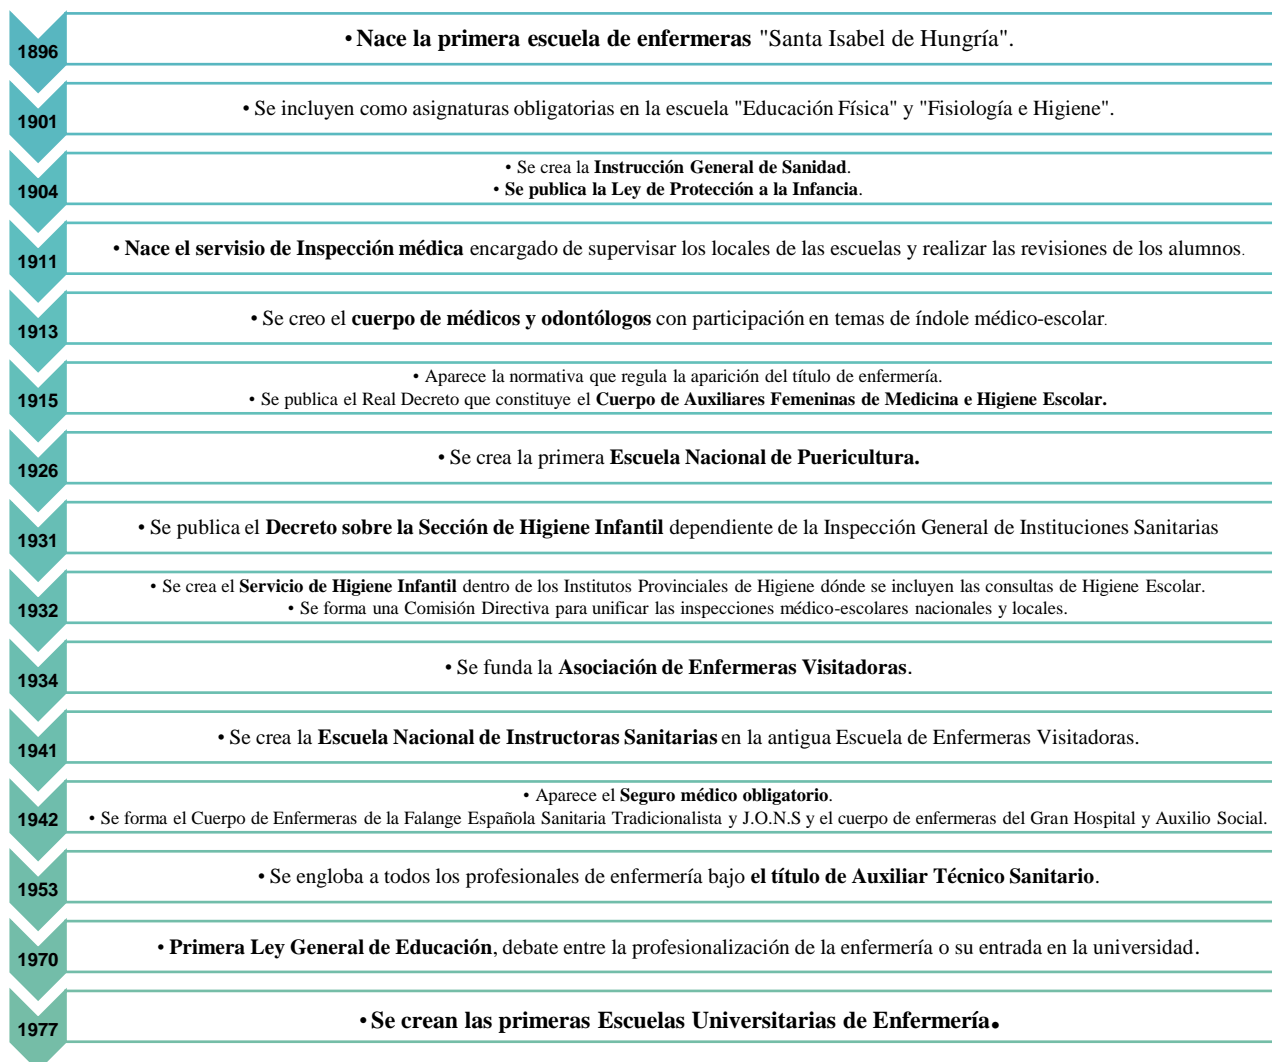 1896
• Nace la primera escuela de enfermeras "Santa Isabel de Hungría".
1901
• Se incluyen como asignaturas obligatorias en la escuela "Educación Física" y "Fisiología e Higiene".
1904
• Se crea la Instrucción General de Sanidad.
• Se publica la Ley de Protección a la Infancia.
1911
• Nace el servisio de Inspección médica encargado de supervisar los locales de las escuelas y realizar las revisiones de los alumnos.
1913
• Se creo el cuerpo de médicos y odontólogos con participación en temas de índole médico-escolar.
1915
• Aparece la normativa que regula la aparición del título de enfermería.
• Se publica el Real Decreto que constituye el Cuerpo de Auxiliares Femeninas de Medicina e Higiene Escolar.
1926
• Se crea la primera Escuela Nacional de Puericultura.
1931
• Se publica el Decreto sobre la Sección de Higiene Infantil dependiente de la Inspección General de Instituciones Sanitarias
1932
• Se crea el Servicio de Higiene Infantil dentro de los Institutos Provinciales de Higiene dónde se incluyen las consultas de Higiene Escolar.
• Se forma una Comisión Directiva para unificar las inspecciones médico-escolares nacionales y locales.
1934
• Se funda la Asociación de Enfermeras Visitadoras.
1941
• Se crea la Escuela Nacional de Instructoras Sanitarias en la antigua Escuela de Enfermeras Visitadoras.
1942
• Aparece el Seguro médico obligatorio.
• Se forma el Cuerpo de Enfermeras de la Falange Española Sanitaria Tradicionalista y J.O.N.S y el cuerpo de enfermeras del Gran Hospital y Auxilio Social.
1953
• Se engloba a todos los profesionales de enfermería bajo el título de Auxiliar Técnico Sanitario.
1970
• Primera Ley General de Educación, debate entre la profesionalización de la enfermería o su entrada en la universidad.
1977
• Se crean las primeras Escuelas Universitarias de Enfermería.